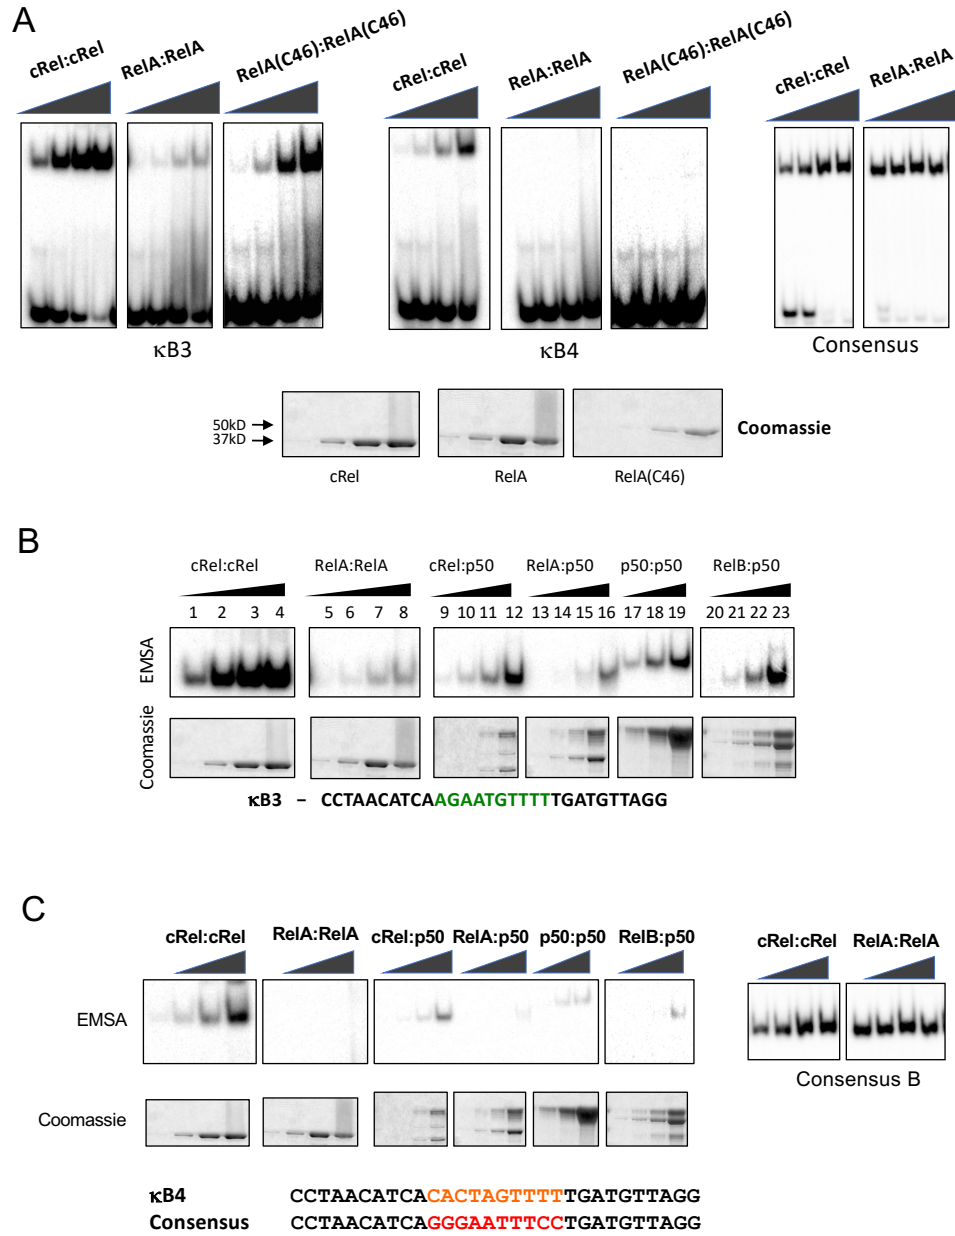 A
cRel:cRel RelA:RelA RelA(C46):RelA(C46) cRel:cRel RelA:RelA RelA(C46):RelA(C46) cRel:cRel RelA:RelA
κB3 κB4 Consensus
50kD
37kD
Coomassie
cRel RelA RelA(C46)
B
cRel:cRel RelA:RelA cRel:p50 RelA:p50 p50:p50 RelB:p50
1 2 3 4 5 6 7 8 9 10 11 12 13 14 15 16 17 18 19 20 21 22 23
EMSA
Coomassie
κB3 – CCTAACATCAAGAATGTTTTTGATGTTAGG
C
cRel:cRel RelA:RelA cRel:p50 RelA:p50 p50:p50 RelB:p50 cRel:cRel RelA:RelA
EMSA
Consensus B
Coomassie
κB4 CCTAACATCACACTAGTTTTTGATGTTAGG
Consensus CCTAACATCAGGGAATTTCCTGATGTTAGG